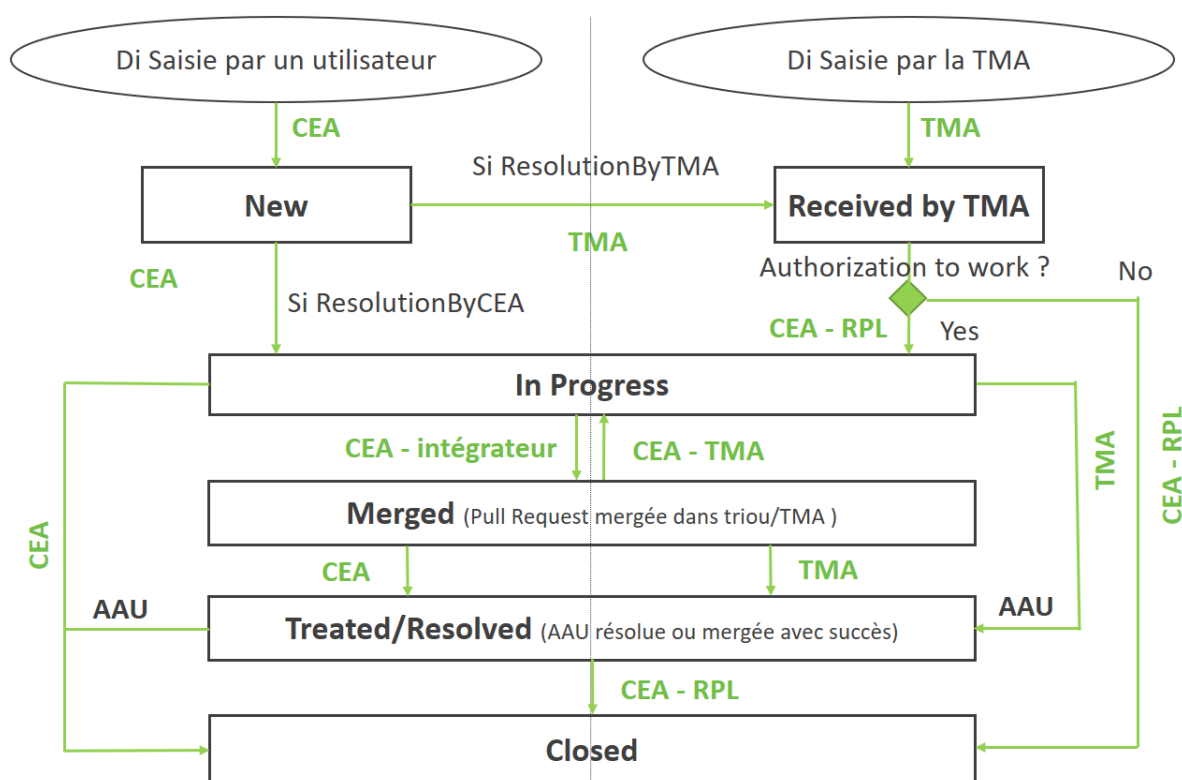 Di Saisie par un utilisateur
Di Saisie par la TMA
CEA
TMA
Si ResolutionByTMA
New
Received by TMA
TMA
CEA
Authorization to work ?
No
Si ResolutionByCEA
CEA - RPL
Yes
In Progress
CEA - intégrateur
CEA - TMA
TMA
CEA - RPL
Merged (Pull Request mergée dans triou/TMA )
CEA
CEA
TMA
AAU
AAU
Treated/Resolved (AAU résolue ou mergée avec succès)
CEA - RPL
Closed